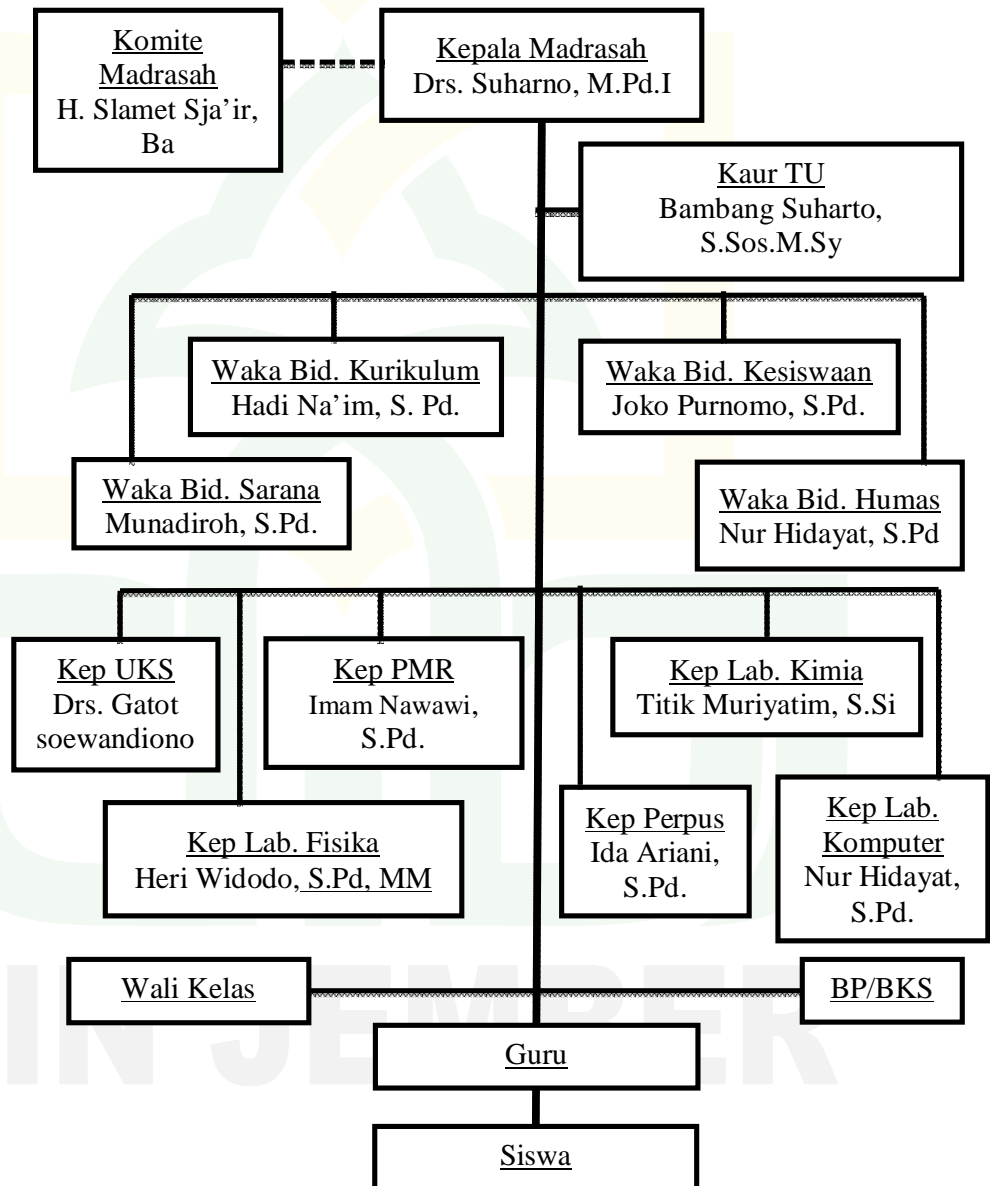 Komite
Madrasah
H. Slamet Sja’ir,
Ba
Kepala Madrasah
Drs. Suharno, M.Pd.I
Kaur TU
Bambang Suharto,
S.Sos.M.Sy
Waka Bid. Kurikulum
Hadi Na’im, S. Pd.
Waka Bid. Kesiswaan
Joko Purnomo, S.Pd.
Waka Bid. Sarana
Munadiroh, S.Pd.
Waka Bid. Humas
Nur Hidayat, S.Pd
Kep UKS
Drs. Gatot
soewandiono
Kep PMR
Imam Nawawi,
S.Pd.
Kep Lab. Kimia
Titik Muriyatim, S.Si
Kep Lab. Fisika
Heri Widodo, S.Pd, MM
Kep Perpus
Ida Ariani,
S.Pd.
Kep Lab.
Komputer
Nur Hidayat,
S.Pd.
Wali Kelas
BP/BKS
IN JEMBER
Guru
Siswa